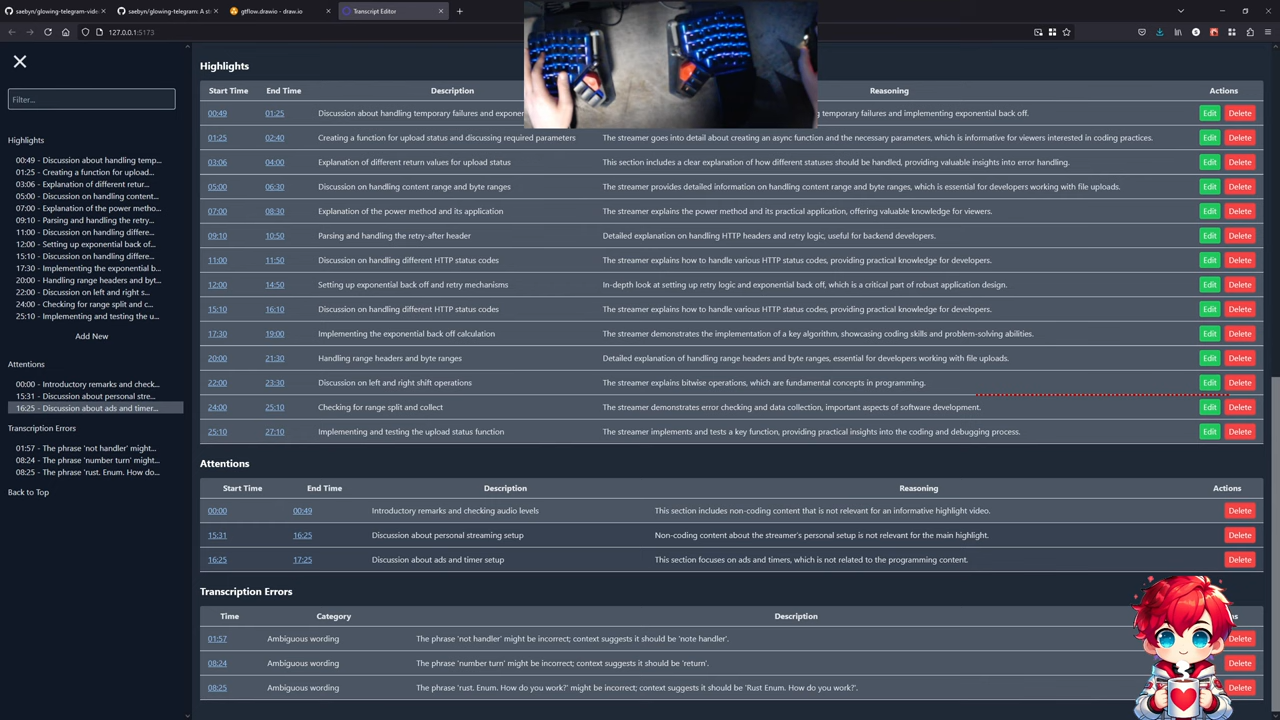 saebyn/glowing-telegram-vide
saebyn/glowing-telegram: A st
gtflow.drawio - draw.io
Transcript Editor
127.0.0.1:5173
Filter...
Highlights
00:49 - Discussion about handling temp...
01:25 - Creating a function for upload...
03:06 - Explanation of different retur...
05:00 - Discussion on handling content...
07:00 - Explanation of the power metho...
09:10 - Parsing and handling the retry...
11:00 - Discussion on handling differe...
12:00 - Setting up exponential back of...
15:10 - Discussion on handling differe...
17:30 - Implementing the exponential b...
20:00 - Handling range headers and byt...
22:00 - Discussion on left and right s...
24:00 - Checking for range split and c...
25:10 - Implementing and testing the u...
Add New
Attentions
00:00 - Introductory remarks and check...
15:31 - Discussion about personal stre...
16:25 - Discussion about ads and timer...
Transcription Errors
01:57 - The phrase 'not handler' might...
08:24 - The phrase 'number turn' might...
08:25 - The phrase 'rust. Enum. How do...
Back to Top
Highlights
Start Time End Time Description Reasoning Actions
00:49 01:25 Discussion about handling temporary failures and temporary failures and implementing exponential back off. Edit Delete
01:25 02:40 Creating a function for upload status and discussing required parameters The streamer goes into detail about creating an async function and the necessary parameters, which is informative for viewers interested in coding practices. Edit Delete
03:06 04:00 Explanation of different return values for upload status This section includes a clear explanation of how different statuses should be handled, providing valuable insights into error handling. Edit Delete
05:00 06:30 Discussion on handling content range and byte ranges The streamer provides detailed information on handling content range and byte ranges, which is essential for developers working with file uploads. Edit Delete
07:00 08:30 Explanation of the power method and its application The streamer explains the power method and its practical application, offering valuable knowledge for viewers. Edit Delete
09:10 10:50 Parsing and handling the retry-after header Detailed explanation on handling HTTP headers and retry logic, useful for backend developers. Edit Delete
11:00 11:50 Discussion on handling different HTTP status codes The streamer explains how to handle various HTTP status codes, providing practical knowledge for developers. Edit Delete
12:00 14:50 Setting up exponential back off and retry mechanisms In-depth look at setting up retry logic and exponential back off, which is a critical part of robust application design. Edit Delete
15:10 16:10 Discussion on handling different HTTP status codes The streamer explains how to handle various HTTP status codes, providing practical knowledge for developers. Edit Delete
17:30 19:00 Implementing the exponential back off calculation The streamer demonstrates the implementation of a key algorithm, showcasing coding skills and problem-solving abilities. Edit Delete
20:00 21:30 Handling range headers and byte ranges Detailed explanation of handling range headers and byte ranges, essential for developers working with file uploads. Edit Delete
22:00 23:30 Discussion on left and right shift operations The streamer explains bitwise operations, which are fundamental concepts in programming. Edit Delete
24:00 25:10 Checking for range split and collect The streamer demonstrates error checking and data collection, important aspects of software development. Edit Delete
25:10 27:10 Implementing and testing the upload status function The streamer implements and tests a key function, providing practical insights into the coding and debugging process. Edit Delete
Attentions
Start Time End Time Description Reasoning Actions
00:00 00:49 Introductory remarks and checking audio levels This section includes non-coding content that is not relevant for an informative highlight video. Delete
15:31 16:25 Discussion about personal streaming setup Non-coding content about the streamer's personal setup is not relevant for the main highlight. Delete
16:25 17:25 Discussion about ads and timer setup This section focuses on ads and timers, which is not related to the programming content. Delete
Transcription Errors
Time Category Description
01:57 Ambiguous wording The phrase 'not handler' might be incorrect; context suggests it should be 'note handler'. Delete
08:24 Ambiguous wording The phrase 'number turn' might be incorrect; context suggests it should be 'return'. Delete
08:25 Ambiguous wording The phrase 'rust. Enum. How do you work?' might be incorrect; context suggests it should be 'Rust Enum. How do you work?'. Delete